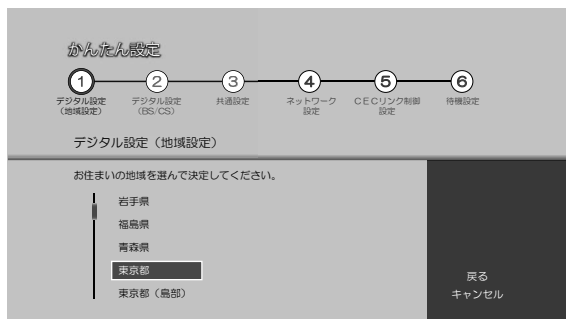 かんたん設定
1 2 3 4 5 6
デジタル設定
(地域設定)
デジタル設定
(BS/CS)
共通設定
ネットワーク
設定
CECリンク制御
設定
待機設定
デジタル設定(地域設定)
お住まいの地域を選んで決定してください。
岩手県
福島県
青森県
東京都
東京都(島部)
戻る
キャンセル